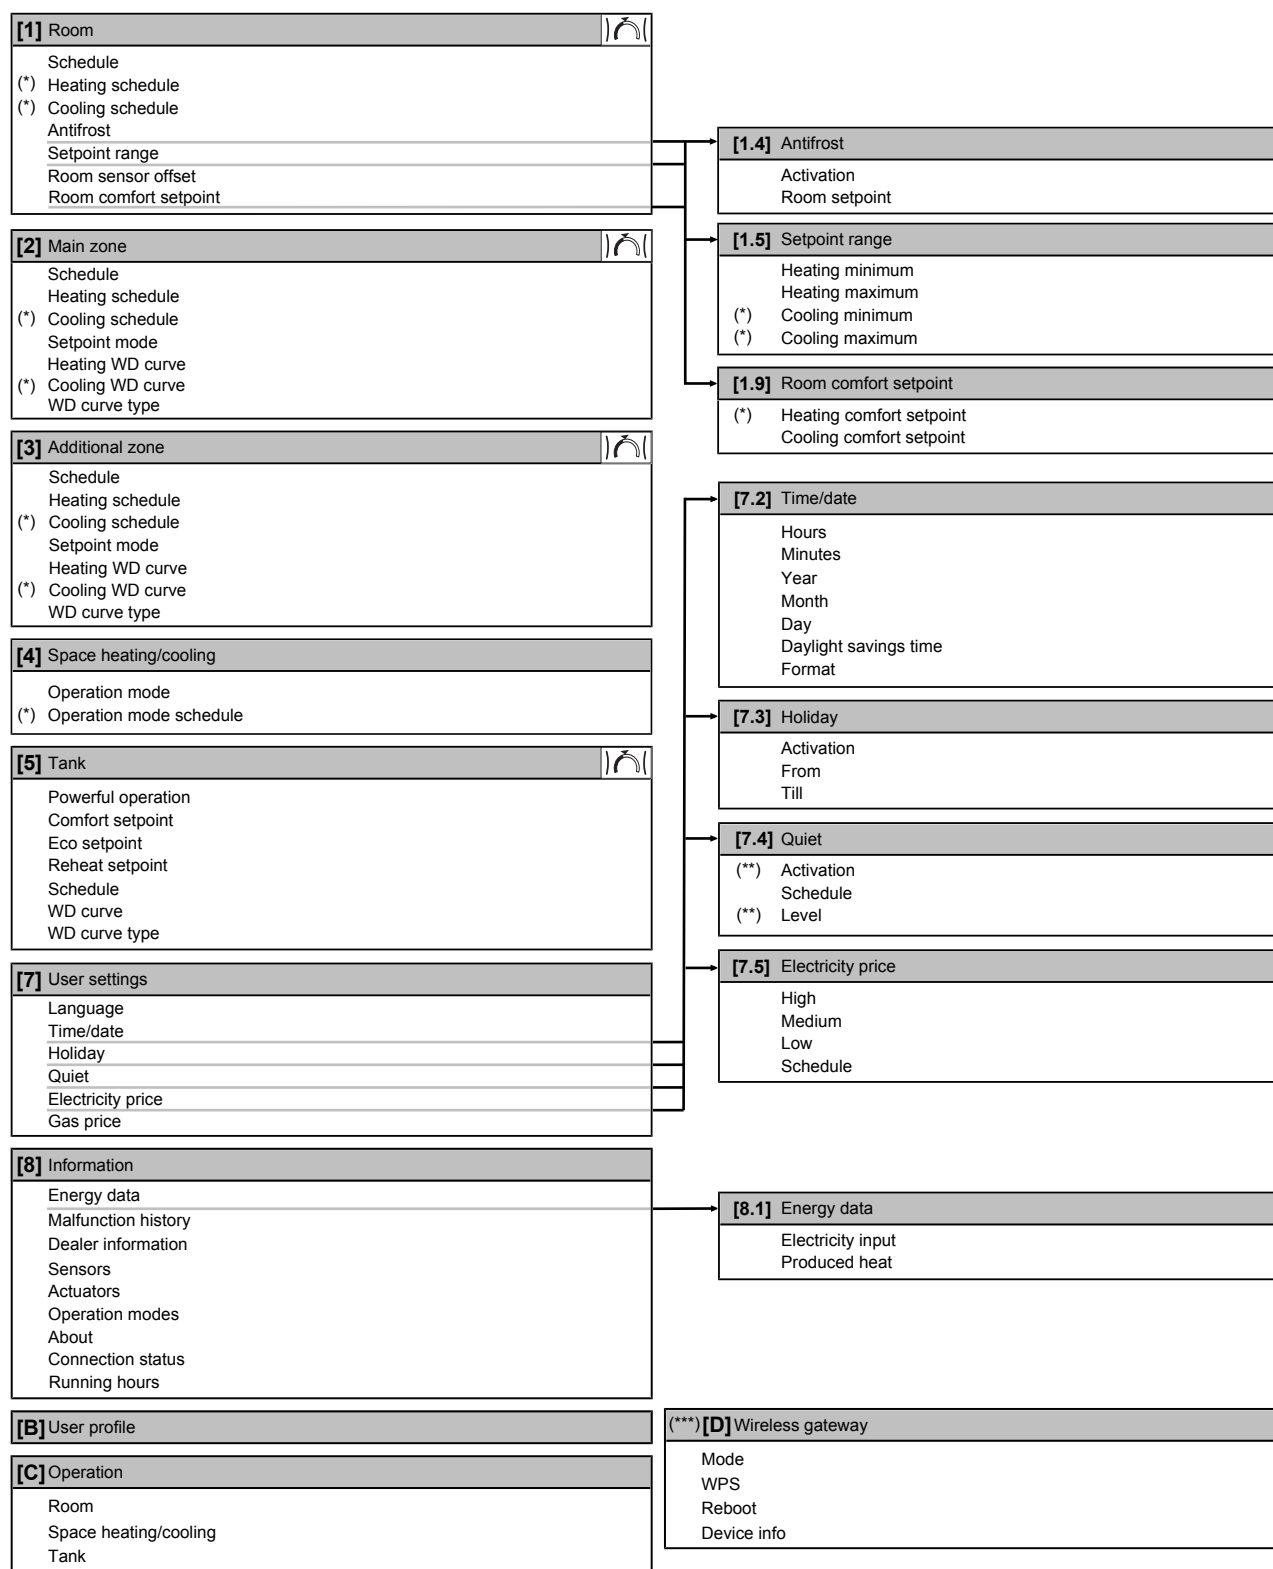 [1] Room
Schedule
(*) Heating schedule
(*) Cooling schedule
Antifrost
Setpoint range
Room sensor offset
Room comfort setpoint
[2] Main zone
Schedule
Heating schedule
(*) Cooling schedule
Setpoint mode
Heating WD curve
(*) Cooling WD curve
WD curve type
[3] Additional zone
Schedule
Heating schedule
(*) Cooling schedule
Setpoint mode
Heating WD curve
(*) Cooling WD curve
WD curve type
[4] Space heating/cooling
Operation mode
(*) Operation mode schedule
[5] Tank
Powerful operation
Comfort setpoint
Eco setpoint
Reheat setpoint
Schedule
WD curve
WD curve type
[7] User settings
Language
Time/date
Holiday
Quiet
Electricity price
Gas price
[8] Information
Energy data
Malfunction history
Dealer information
Sensors
Actuators
Operation modes
About
Connection status
Running hours
[B] User profile
[C] Operation
Room
Space heating/cooling
Tank
[1.4] Antifrost
Activation
Room setpoint
[1.5] Setpoint range
Heating minimum
Heating maximum
(*) Cooling minimum
(*) Cooling maximum
[1.9] Room comfort setpoint
(*) Heating comfort setpoint
Cooling comfort setpoint
[7.2] Time/date
Hours
Minutes
Year
Month
Day
Daylight savings time
Format
[7.3] Holiday
Activation
From
Till
[7.4] Quiet
(**) Activation
Schedule
(**) Level
[7.5] Electricity price
High
Medium
Low
Schedule
[8.1] Energy data
Electricity input
Produced heat
(***) [D] Wireless gateway
Mode
WPS
Reboot
Device info